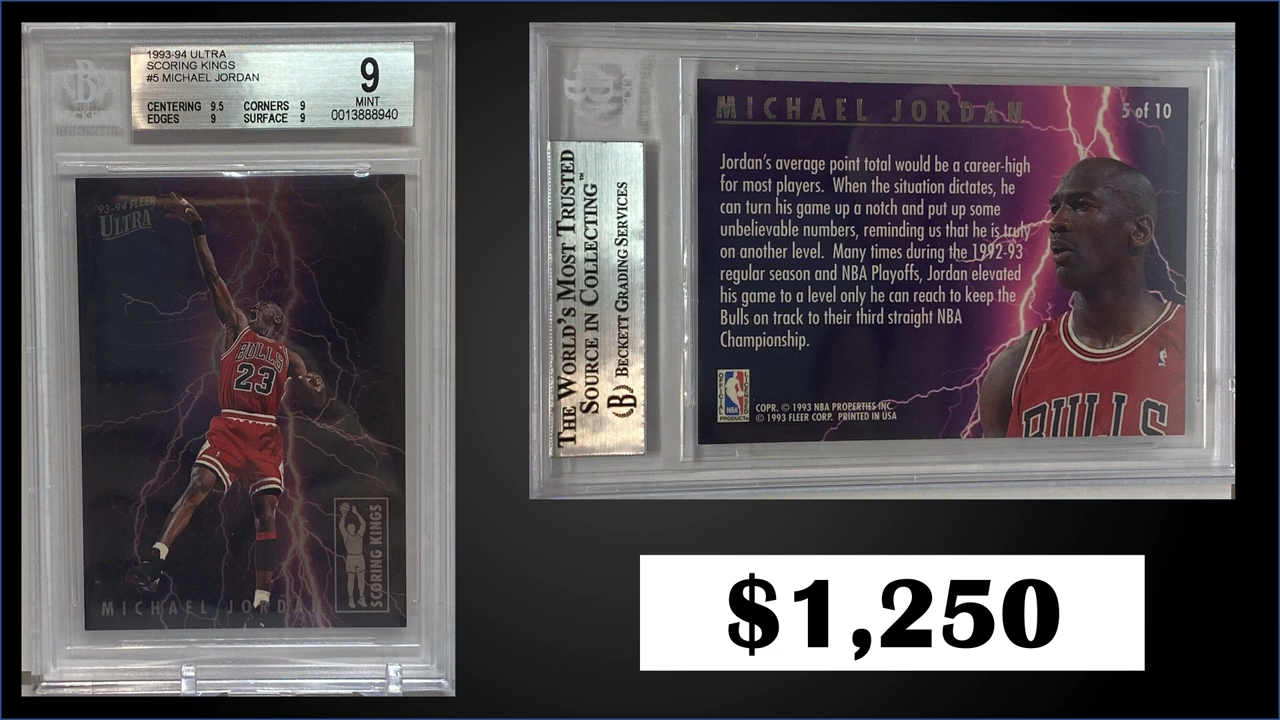 1993-94 ULTRA
SCORING KINGS
#5 MICHAEL JORDAN
CENTERING 9.5 CORNERS 9
EDGES 9 SURFACE 9
9
MINT
0013888940
'93-94 FLEER
ULTRA
BULLS
23
SCORING KINGS
MICHAEL JORDAN
THE WORLD'S MOST TRUSTED
SOURCE IN COLLECTING™
B BECKETT GRADING SERVICES
MICHAEL JORDAN
5 of 10
Jordan's average point total would be a career-high
for most players. When the situation dictates, he
can turn his game up a notch and put up some
unbelievable numbers, reminding us that he is truly
on another level. Many times during the 1992-93
regular season and NBA Playoffs, Jordan elevated
his game to a level only he can reach to keep the
Bulls on track to their third straight NBA
Championship.
OFFICIAL LICENSED
NBA
PRODUCT
COPR. © 1993 NBA PROPERTIES INC.
© 1993 FLEER CORP. PRINTED IN USA
BULLS
$1,250